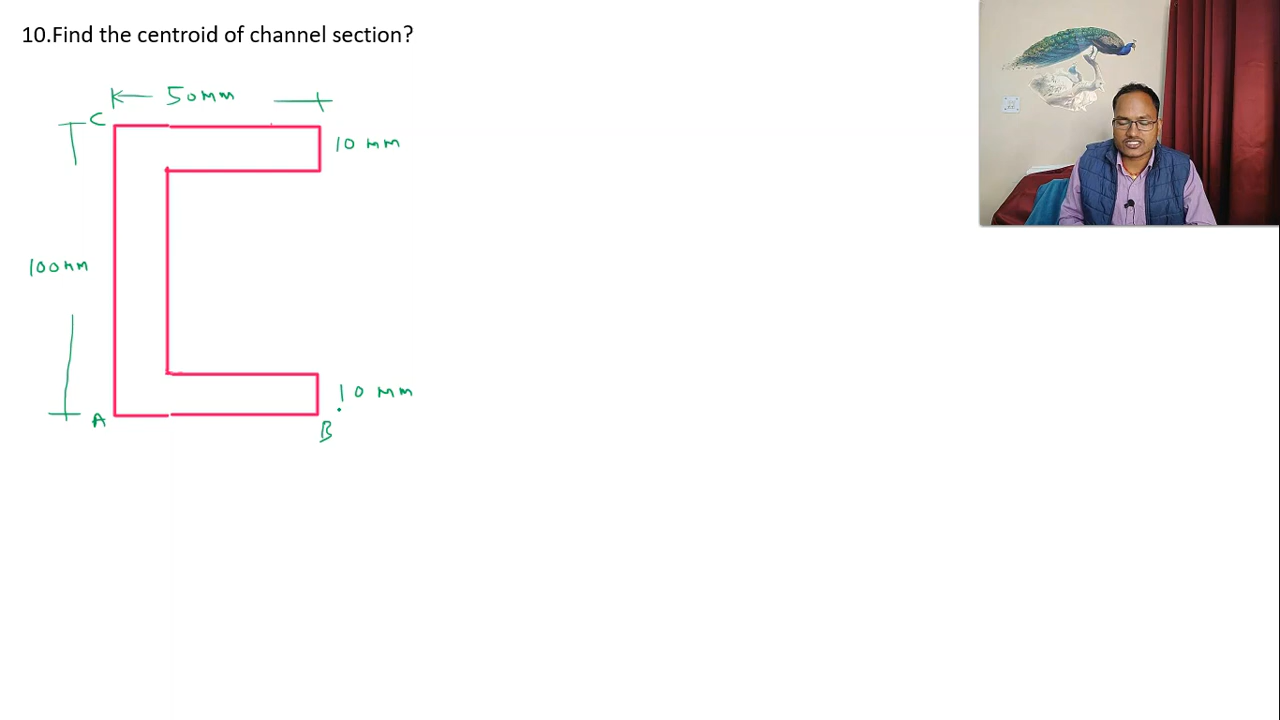 10.Find the centroid of channel section?
50mm
C
10 mm
100mm
10 mm
A
B